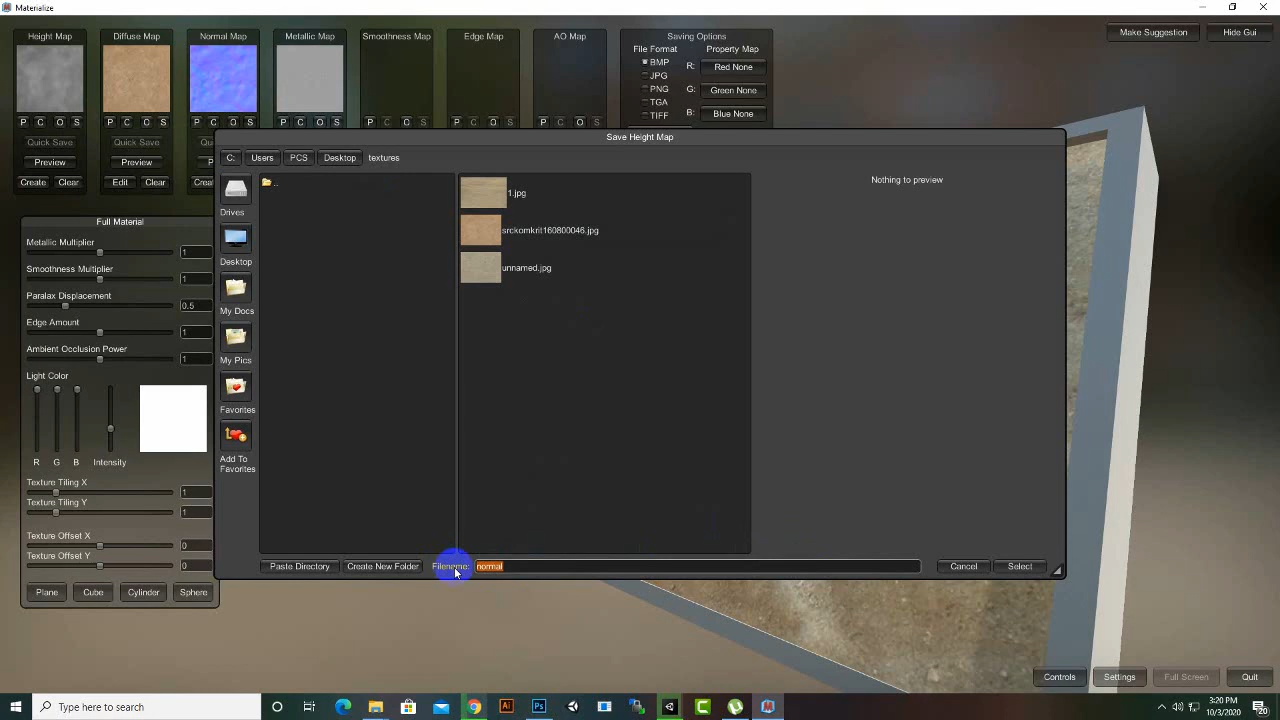 Materialize
Height Map
Diffuse Map
Normal Map
Metallic Map
Smoothness Map
Edge Map
AO Map
Saving Options
File Format
Property Map
BMP
JPG
PNG
TGA
TIFF
R: Red None
G: Green None
B: Blue None
Make Suggestion
Hide Gui
P C O S
P C O S
P C O S
P C O S
P C O S
P C O S
P C O S
Quick Save
Quick Save
Preview
Preview
Create Clear
Edit Clear
Save Height Map
C: Users PCS Desktop textures
Drives
Desktop
My Docs
My Pics
Favorites
Add To
Favorites
..
1.jpg
srckomkrit160800046.jpg
unnamed.jpg
Nothing to preview
Paste Directory
Create New Folder
Filename: normal
Cancel
Select
Full Material
Metallic Multiplier
1
Smoothness Multiplier
1
Paralax Displacement
0.5
Edge Amount
1
Ambient Occlusion Power
1
Light Color
R G B Intensity
Texture Tiling X
1
Texture Tiling Y
1
Texture Offset X
0
Texture Offset Y
0
Plane
Cube
Cylinder
Sphere
Controls
Settings
Full Screen
Quit
Type here to search
3:20 PM
10/3/2020
20